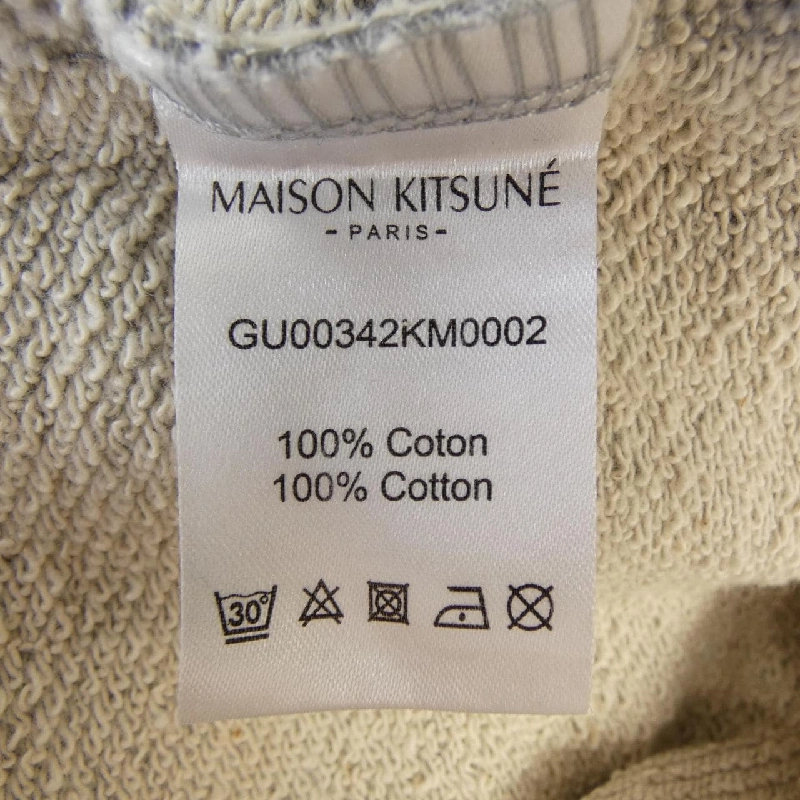 MAISON KITSUNÉ
- PARIS -
GU00342KM0002
100% Coton
100% Cotton
30°